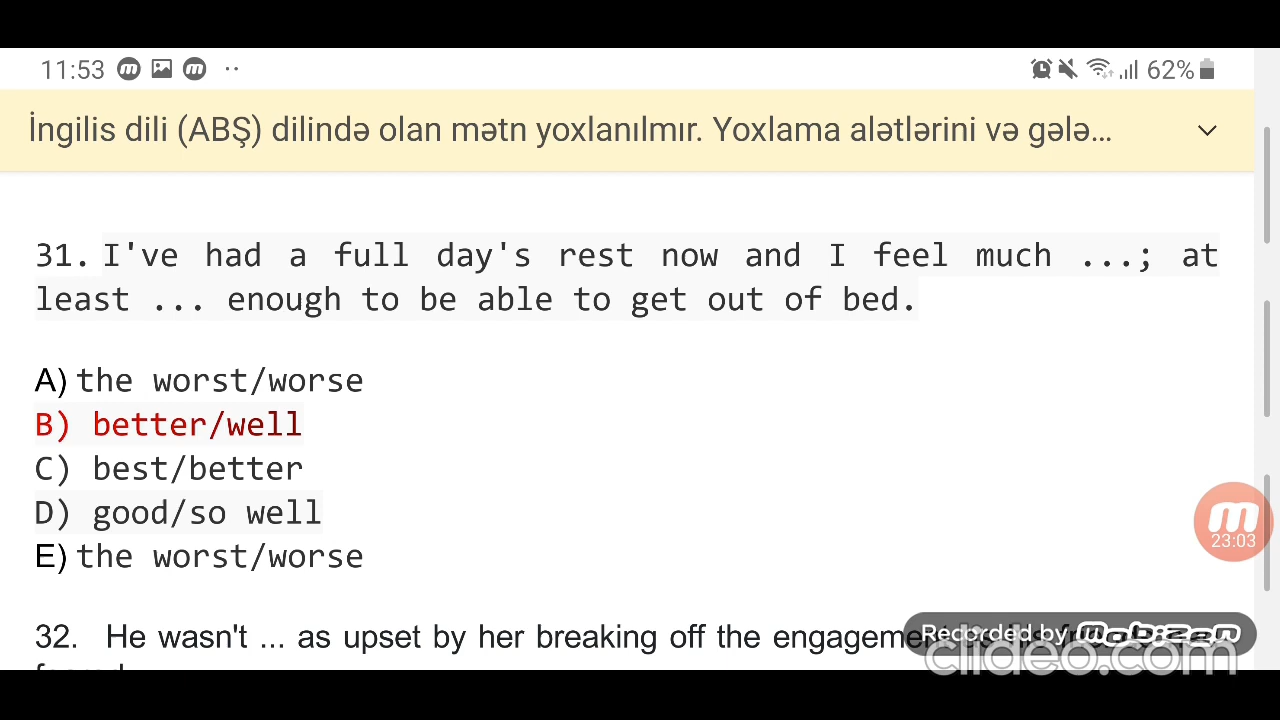 11:53
62%
İngilis dili (ABŞ) dilində olan mətn yoxlanılmır. Yoxlama alətlərini və gələ...
31. I've had a full day's rest now and I feel much ...; at
least ... enough to be able to get out of bed.
A) the worst/worse
B) better/well
C) best/better
D) good/so well
E) the worst/worse
23:03
32. He wasn't ... as upset by her breaking off the engagement
Recorded by Mobizen
clideo.com